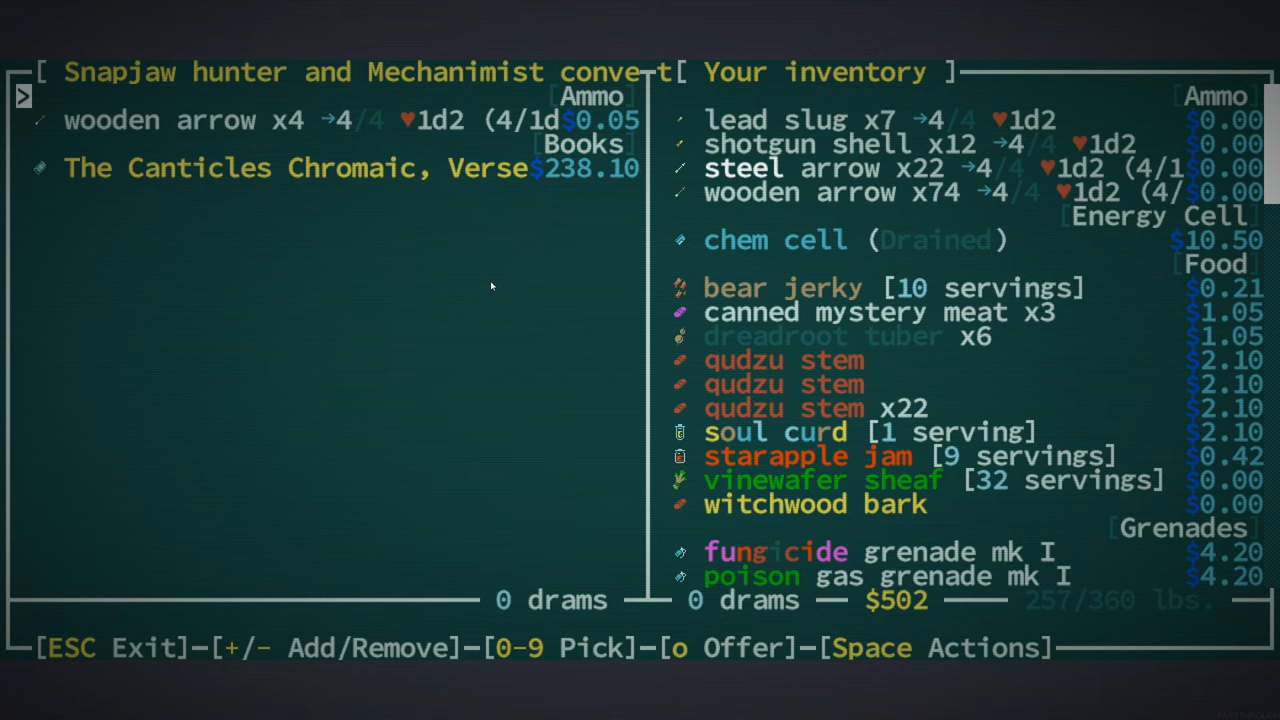 [ Snapjaw hunter and Mechanimist conve t[ Your inventory ]
> [Ammo]
wooden arrow x4 →4/4 ♥1d2 (4/1d$0.05
[Books]
The Canticles Chromaic, Verse$238.10
0 drams
[Ammo]
lead slug x7 →4/4 ♥1d2 $0.00
shotgun shell x12 →4/4 ♥1d2 $0.00
steel arrow x22 →4/4 ♥1d2 (4/1$0.00
wooden arrow x74 →4/4 ♥1d2 (4/$0.00
[Energy Cell]
chem cell (Drained) $10.50
[Food]
bear jerky [10 servings] $0.21
canned mystery meat x3 $1.05
dreadroot tuber x6 $1.05
qudzu stem $2.10
qudzu stem $2.10
qudzu stem x22 $2.10
soul curd [1 serving] $2.10
starapple jam [9 servings] $0.42
vinewafer sheaf [32 servings] $0.00
witchwood bark $0.00
[Grenades]
fungicide grenade mk I $4.20
poison gas grenade mk I $4.20
0 drams $502 257/360 lbs.
[ESC Exit]-[+/- Add/Remove]-[0-9 Pick]-[o Offer]-[Space Actions]